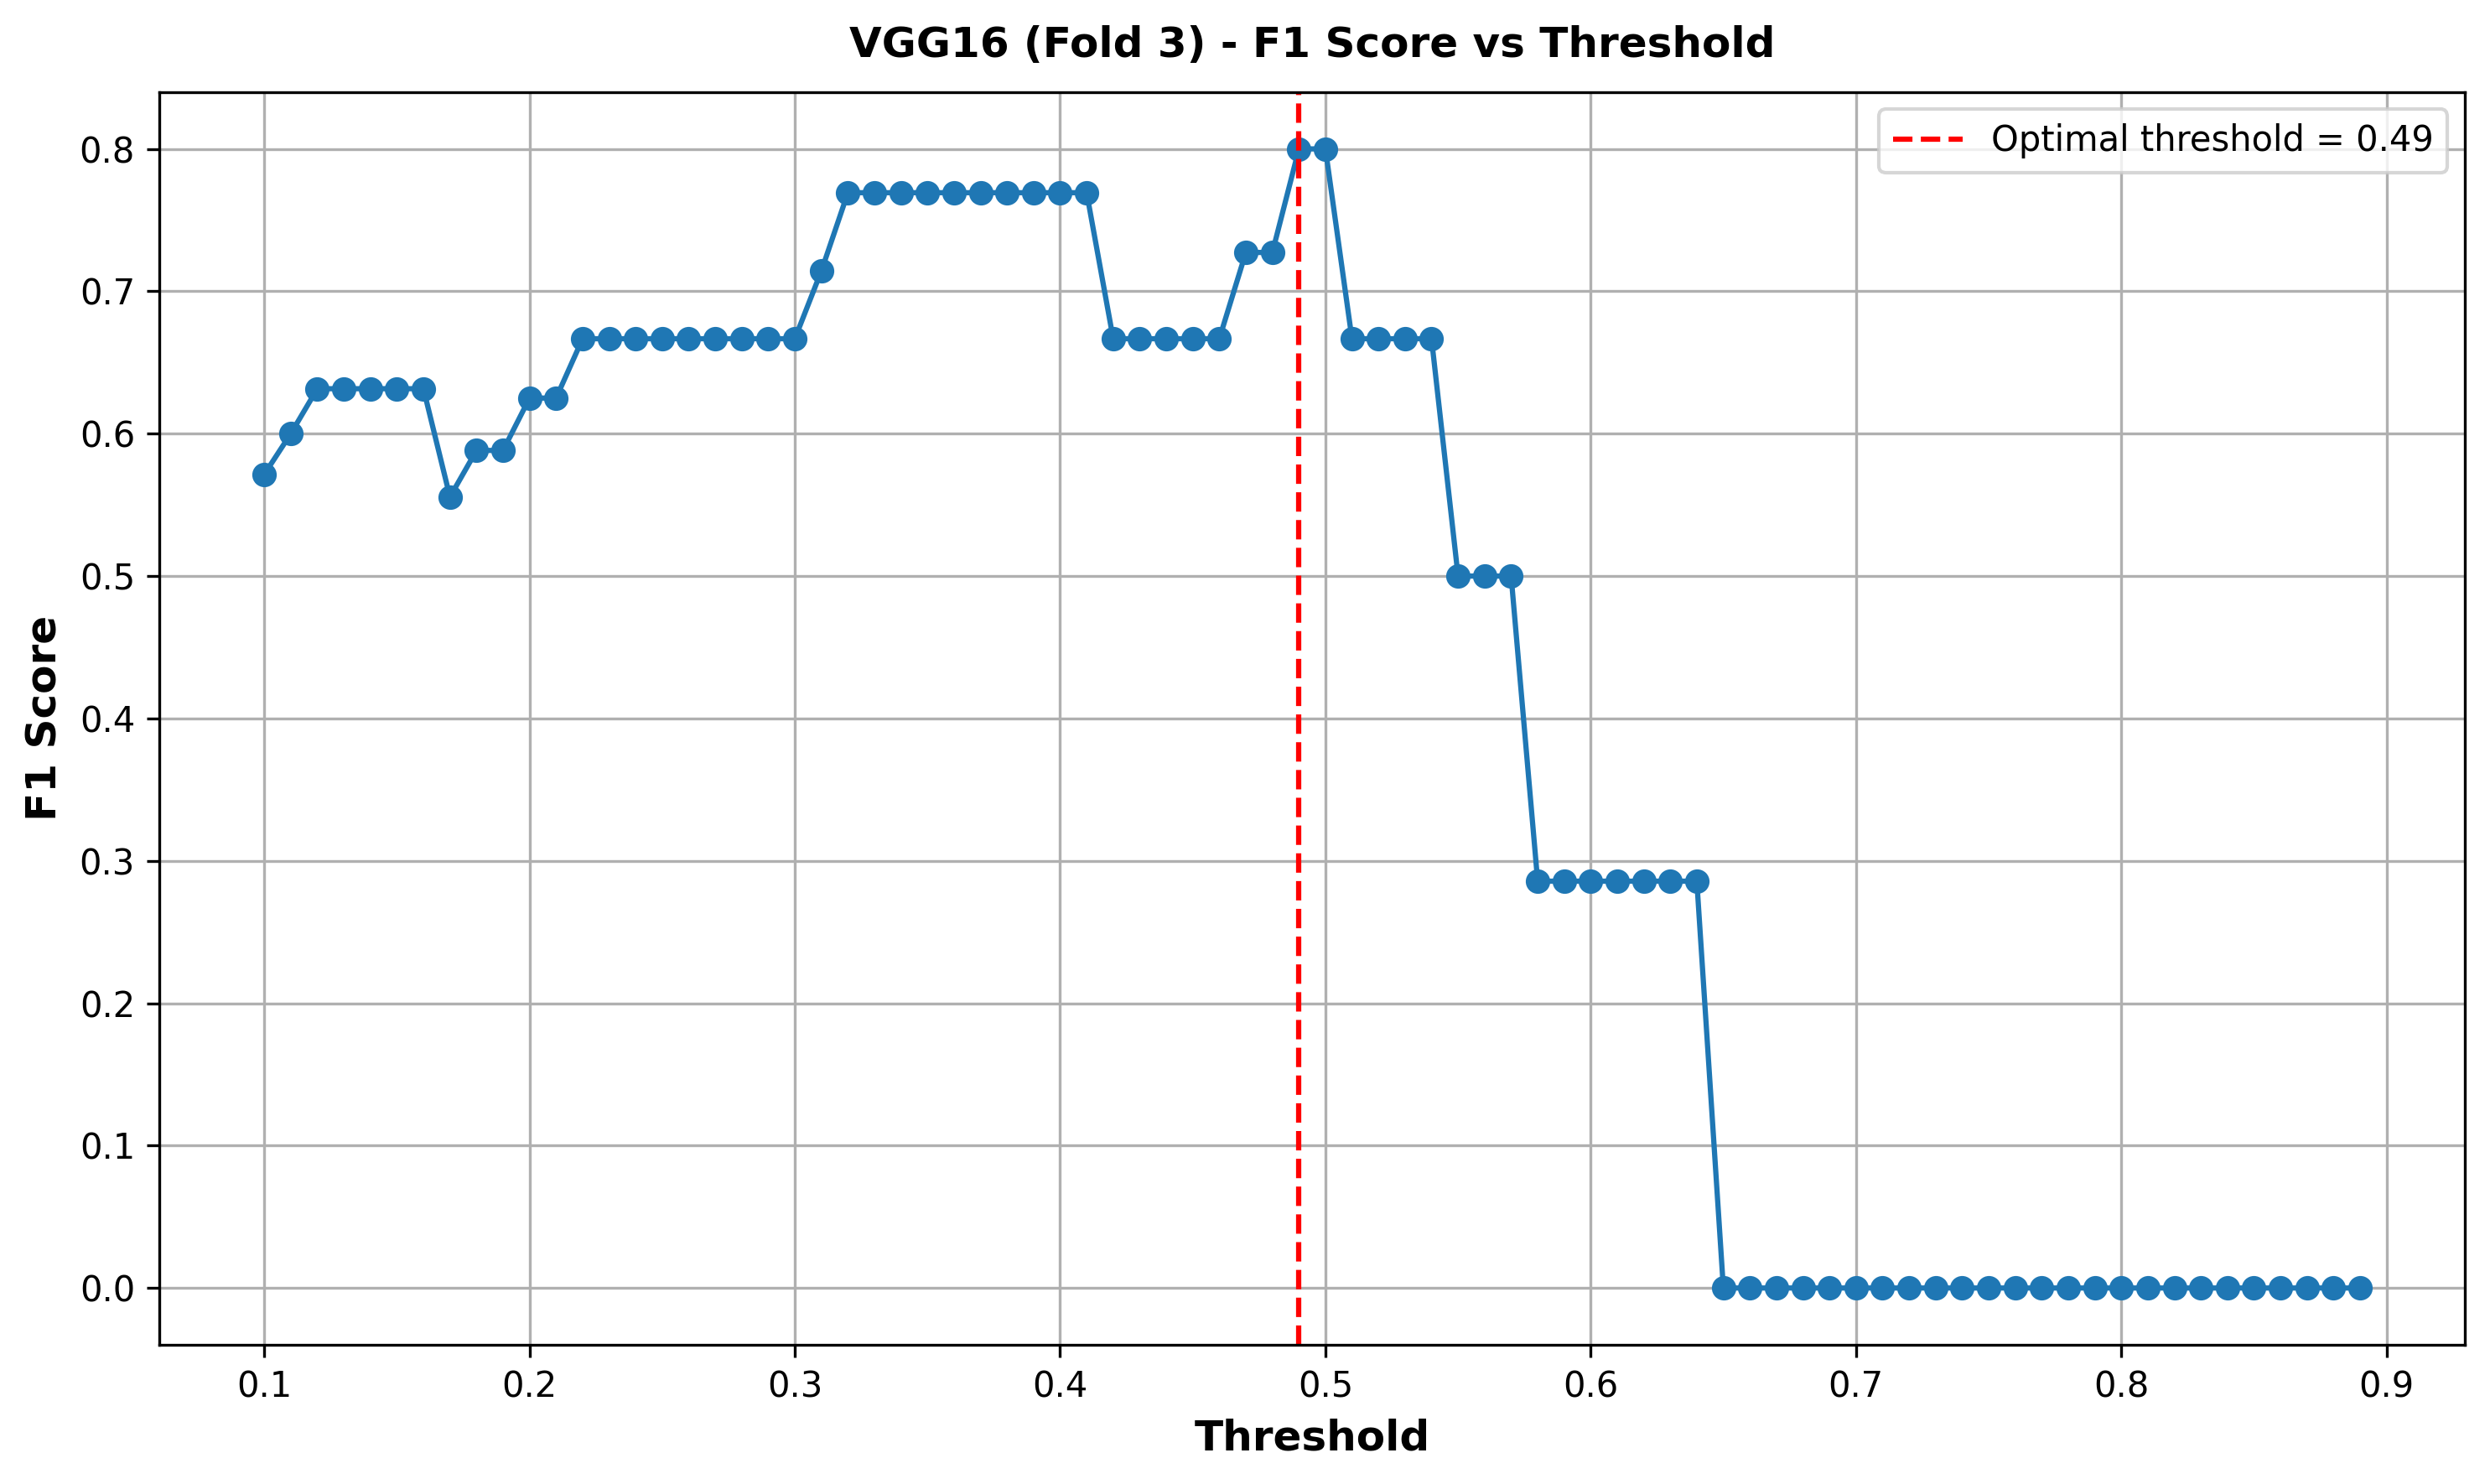 VGG16 (Fold 3) - F1 Score vs Threshold
Optimal threshold = 0.49
F1 Score
0.8
0.7
0.6
0.5
0.4
0.3
0.2
0.1
0.0
0.1 0.2 0.3 0.4 0.5 0.6 0.7 0.8 0.9
Threshold